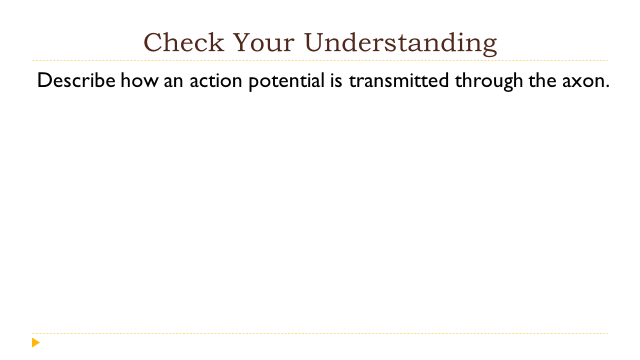 Check Your Understanding
Describe how an action potential is transmitted through the axon.